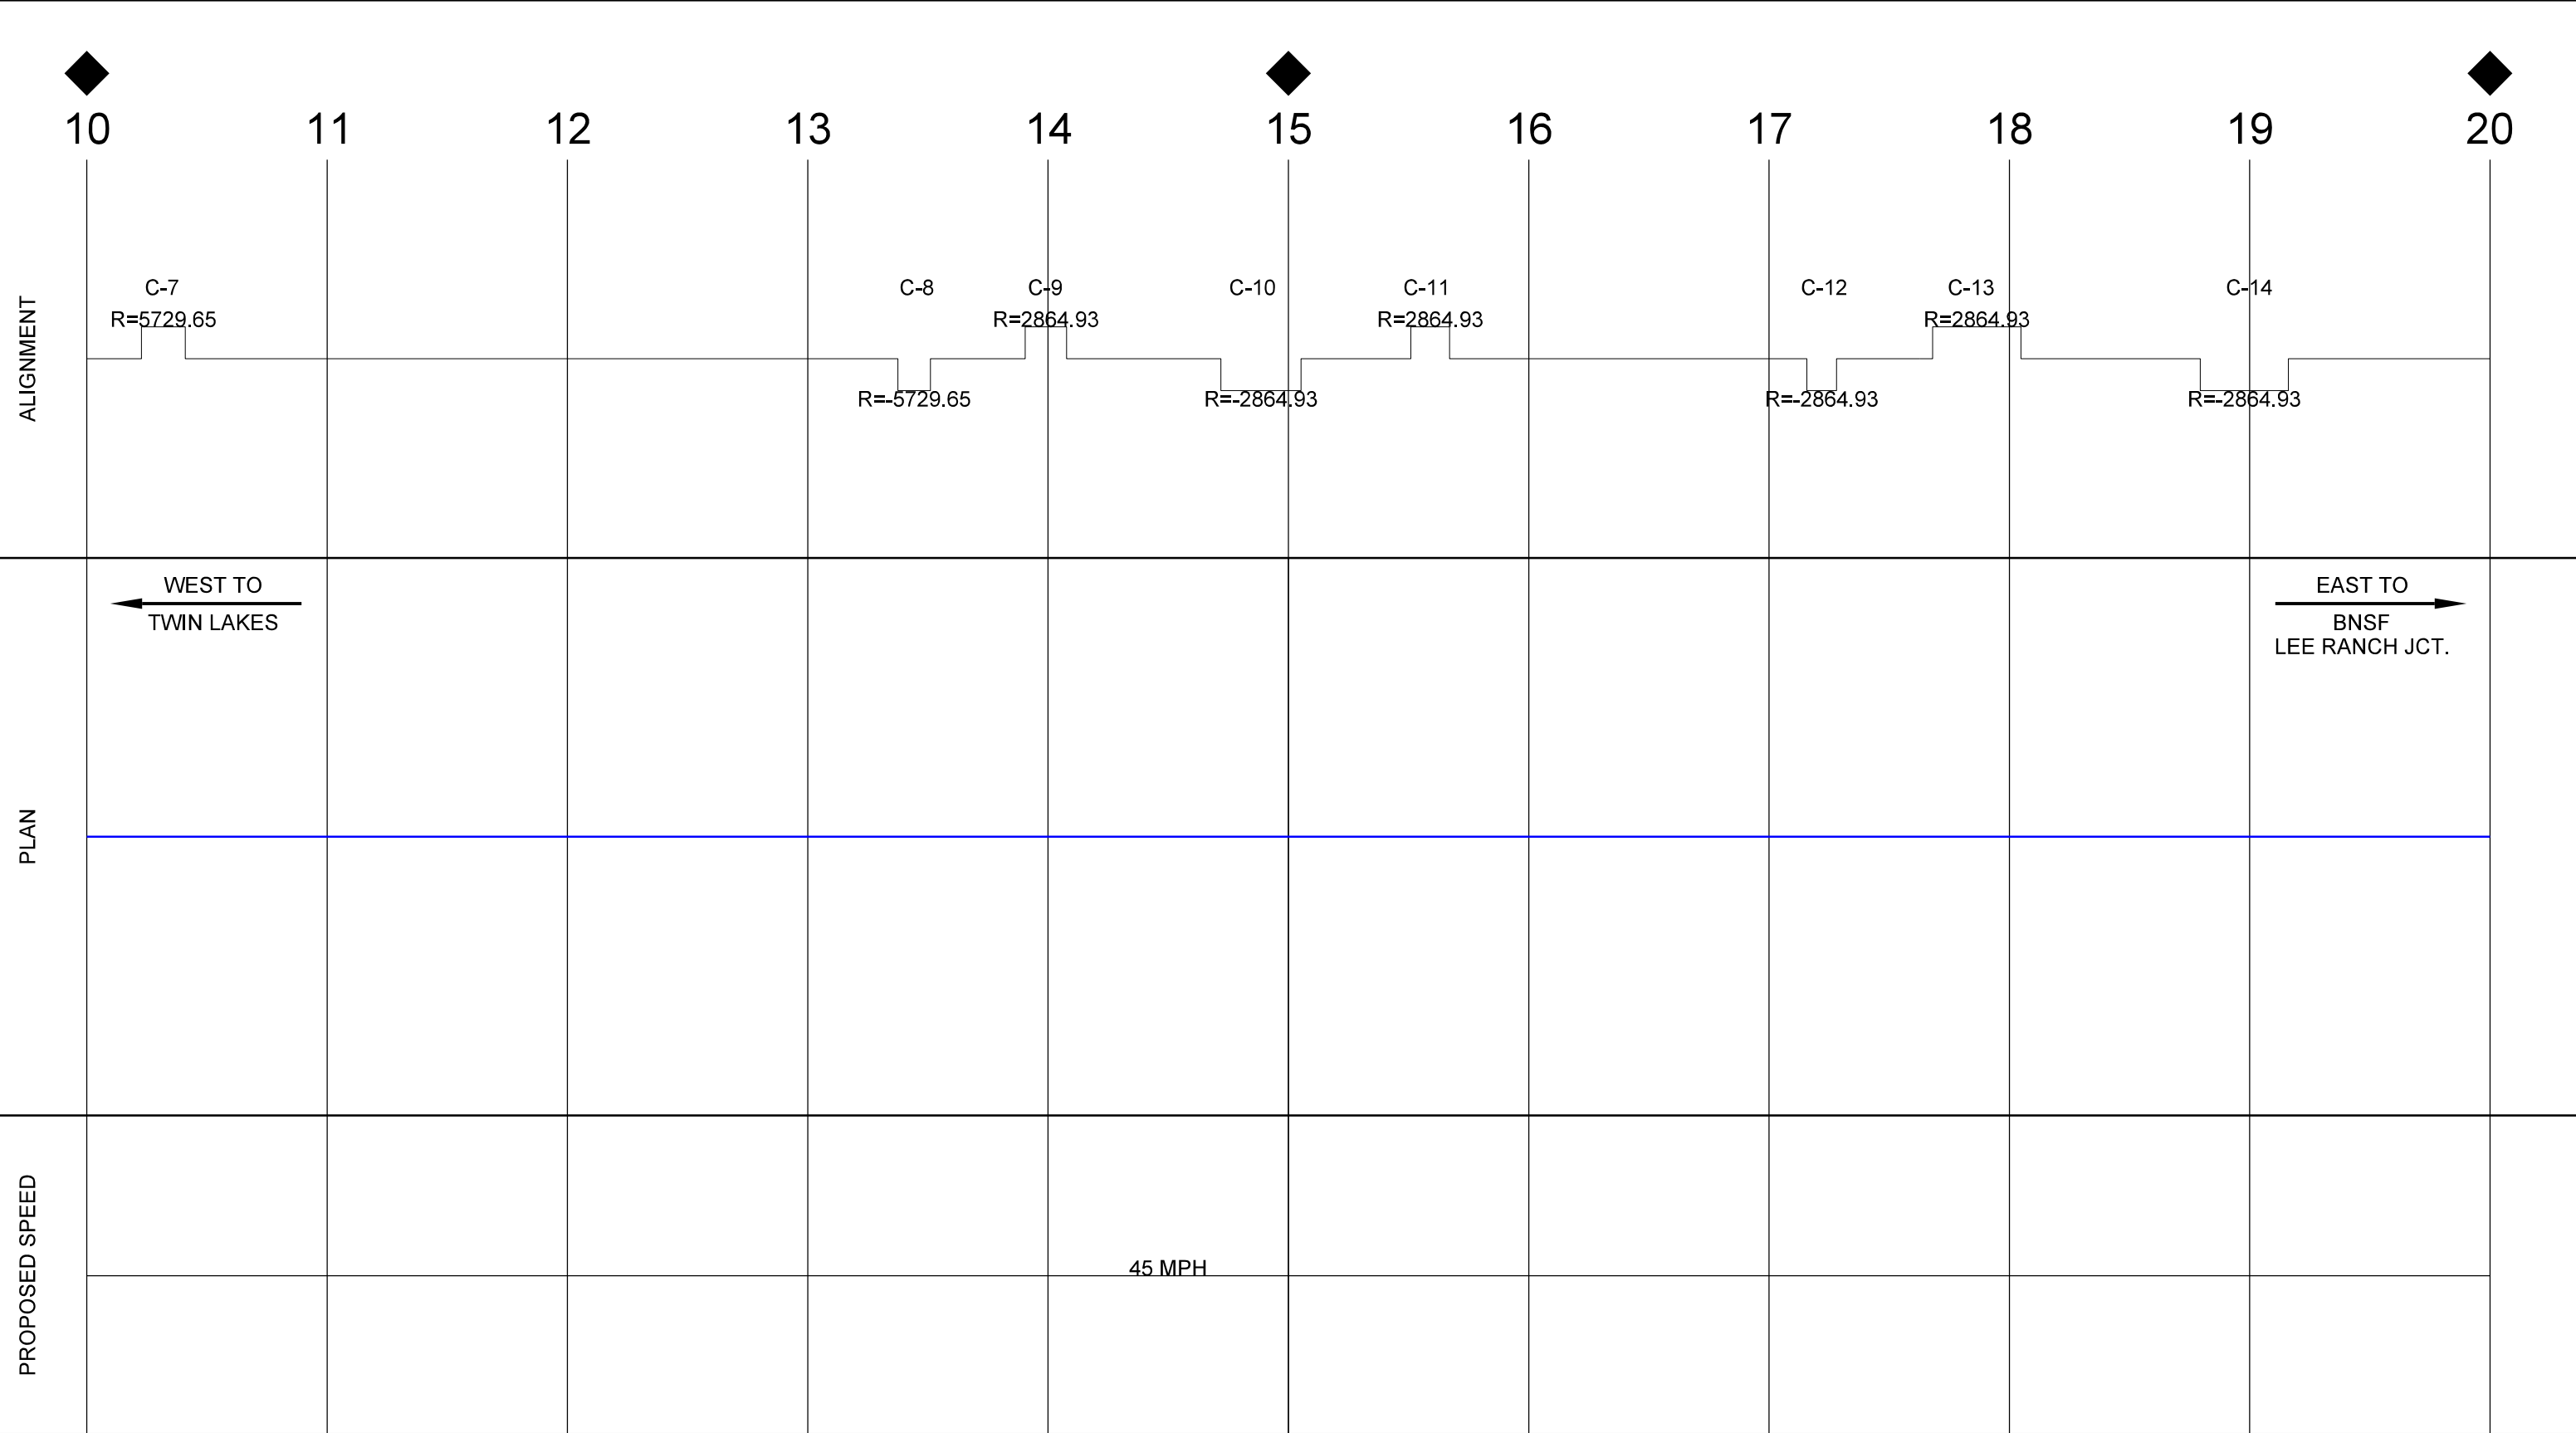 10 11 12 13 14 15 16 17 18 19 20
ALIGNMENT
C-7 C-8 C-9 C-10 C-11 C-12 C-13 C-14
R=5729.65 R=2864.93 R=2864.93 R=2864.93
R=-5729.65 R=-2864.93 R=-2864.93 R=-2864.93
PLAN
WEST TO
TWIN LAKES
EAST TO
BNSF
LEE RANCH JCT.
PROPOSED SPEED
45 MPH